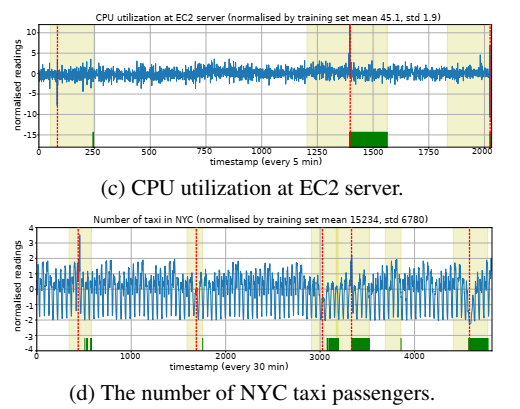 CPU utilization at EC2 server (normalised by training set mean 45.1, std 1.9)
normalised readings
10
5
0
-5
-10
-15
0 250 500 750 1000 1250 1500 1750 2000
timestamp (every 5 min)
(c) CPU utilization at EC2 server.
Number of taxi in NYC (normalised by training set mean 15234, std 6780)
normalised readings
4
3
2
1
0
-1
-2
-3
-4
0 1000 2000 3000 4000
timestamp (every 30 min)
(d) The number of NYC taxi passengers.